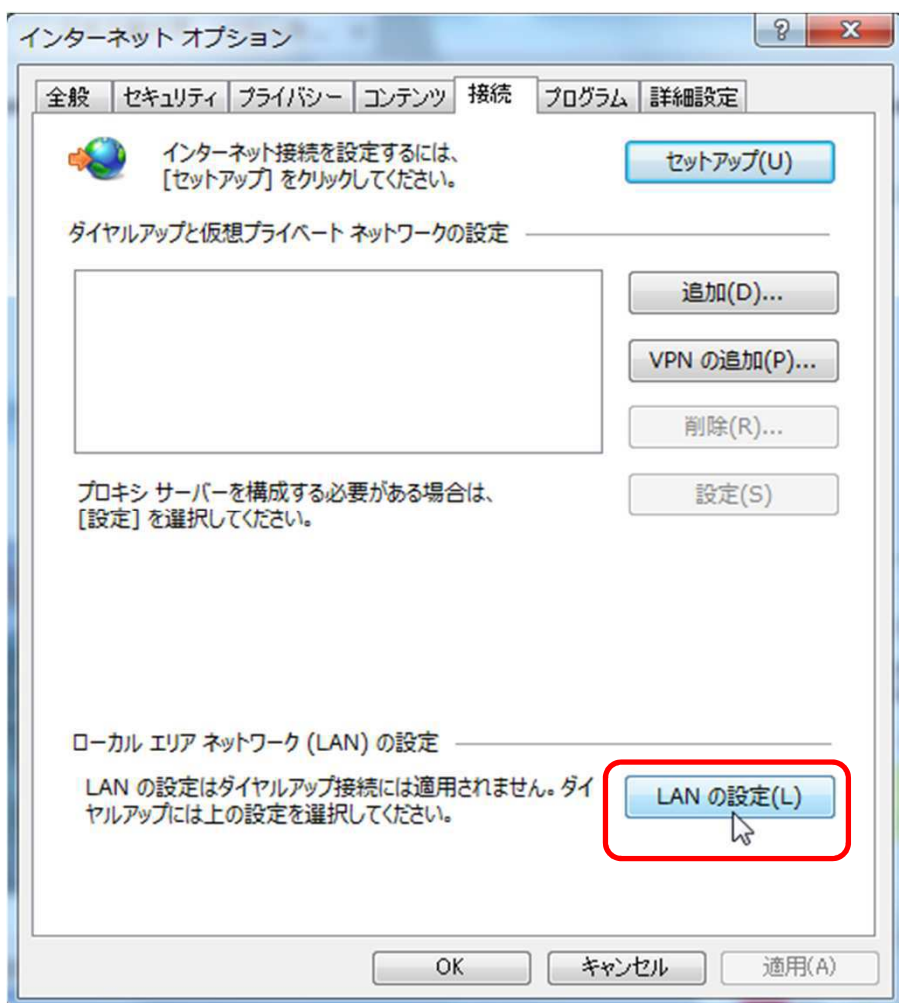 インターネット オプション
全般 セキュリティ プライバシー コンテンツ 接続 プログラム 詳細設定
インターネット接続を設定するには、
[セットアップ] をクリックしてください。
セットアップ(U)
ダイヤルアップと仮想プライベート ネットワークの設定
追加(D)...
VPN の追加(P)...
削除(R)...
プロキシ サーバーを構成する必要がある場合は、
[設定] を選択してください。
設定(S)
ローカル エリア ネットワーク (LAN) の設定
LAN の設定はダイヤルアップ接続には適用されません。ダイ
ヤルアップには上の設定を選択してください。
LAN の設定(L)
OK キャンセル 適用(A)